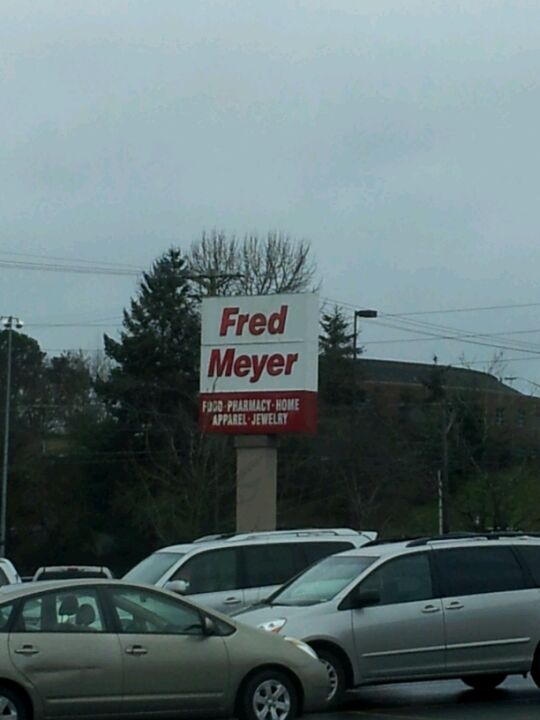 Fred
Meyer
FOOD · PHARMACY · HOME
APPAREL · JEWELRY